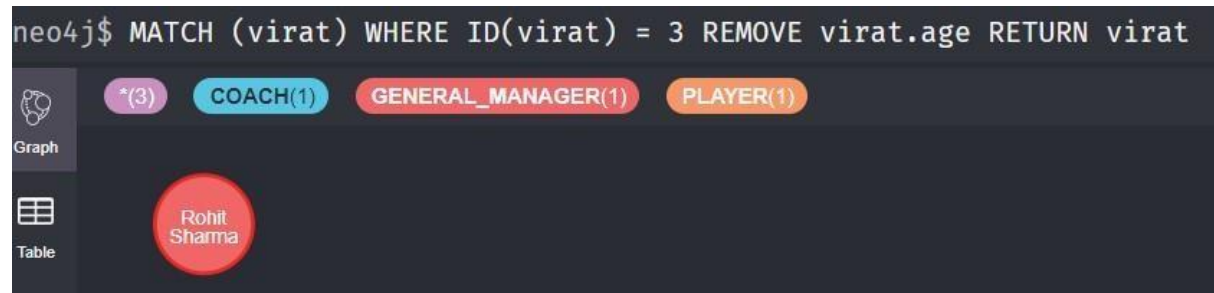 neo4j$ MATCH (virat) WHERE ID(virat) = 3 REMOVE virat.age RETURN virat
*(3) COACH(1) GENERAL_MANAGER(1) PLAYER(1)
Graph
Rohit
Sharma
Table